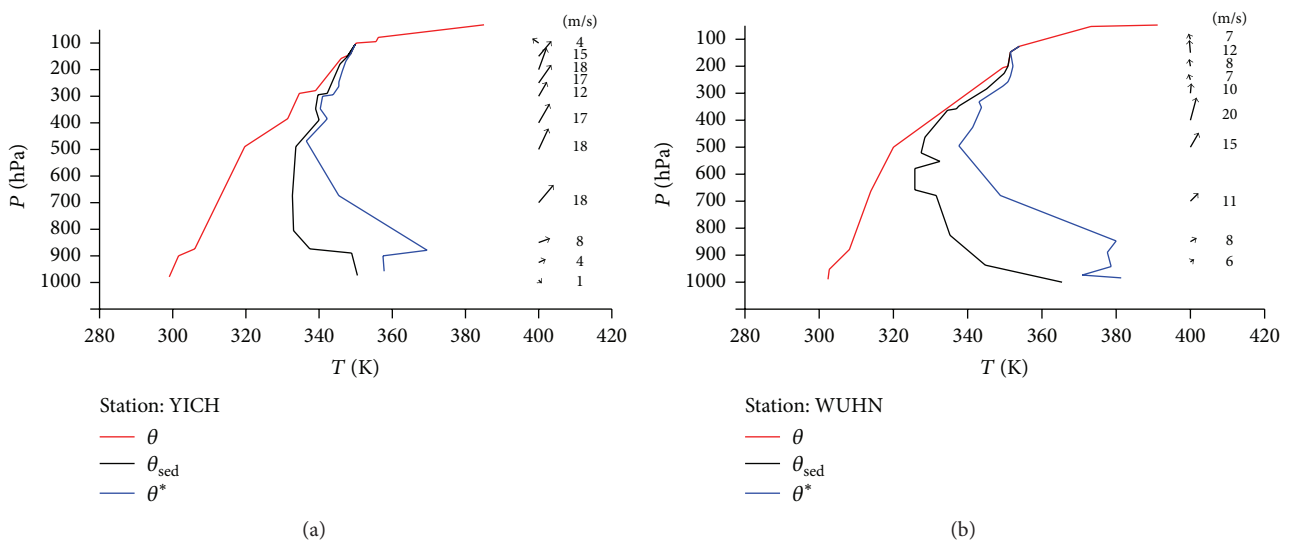 (m/s)
100
200
300
400
500
600
700
800
900
1000
P (hPa)
4
15
18
17
12
17
18
18
8
4
1
280 300 320 340 360 380 400 420
T (K)
Station: YICH
θ
θsed
θ*
(a)
(m/s)
100
200
300
400
500
600
700
800
900
1000
P (hPa)
7
12
8
7
10
20
15
11
8
6
280 300 320 340 360 380 400 420
T (K)
Station: WUHN
θ
θsed
θ*
(b)